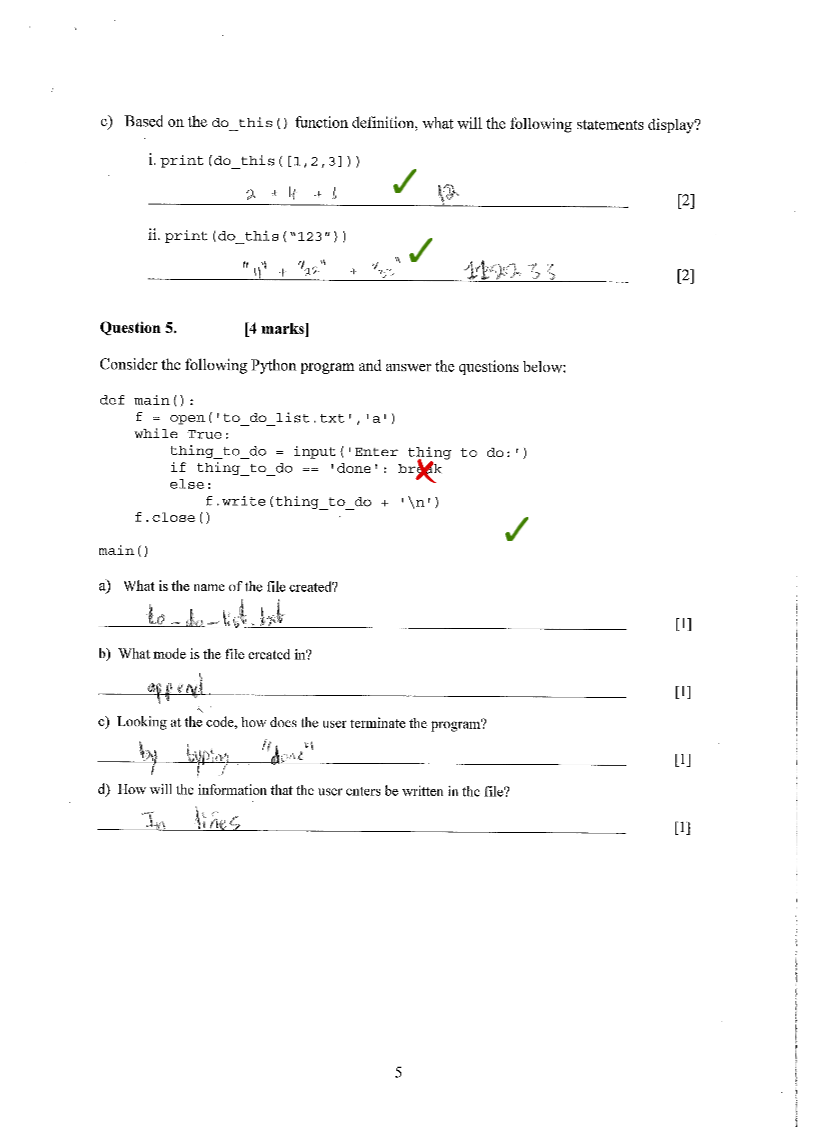 c) Based on the do_this() function definition, what will the following statements display?
i. print(do_this([1,2,3]))
2 + 4 + 6 12 [2]
ii. print(do_this("123"))
"11" + "22" + "33" 112233 [2]
Question 5. [4 marks]
Consider the following Python program and answer the questions below:
def main():
f = open('to_do_list.txt','a')
while True:
thing_to_do = input('Enter thing to do:')
if thing_to_do == 'done': break
else:
f.write(thing_to_do + '\n')
f.close()
main()
a) What is the name of the file created?
to_do_list.txt [1]
b) What mode is the file created in?
append [1]
c) Looking at the code, how does the user terminate the program?
by typing "done" [1]
d) How will the information that the user enters be written in the file?
In lines [1]
5